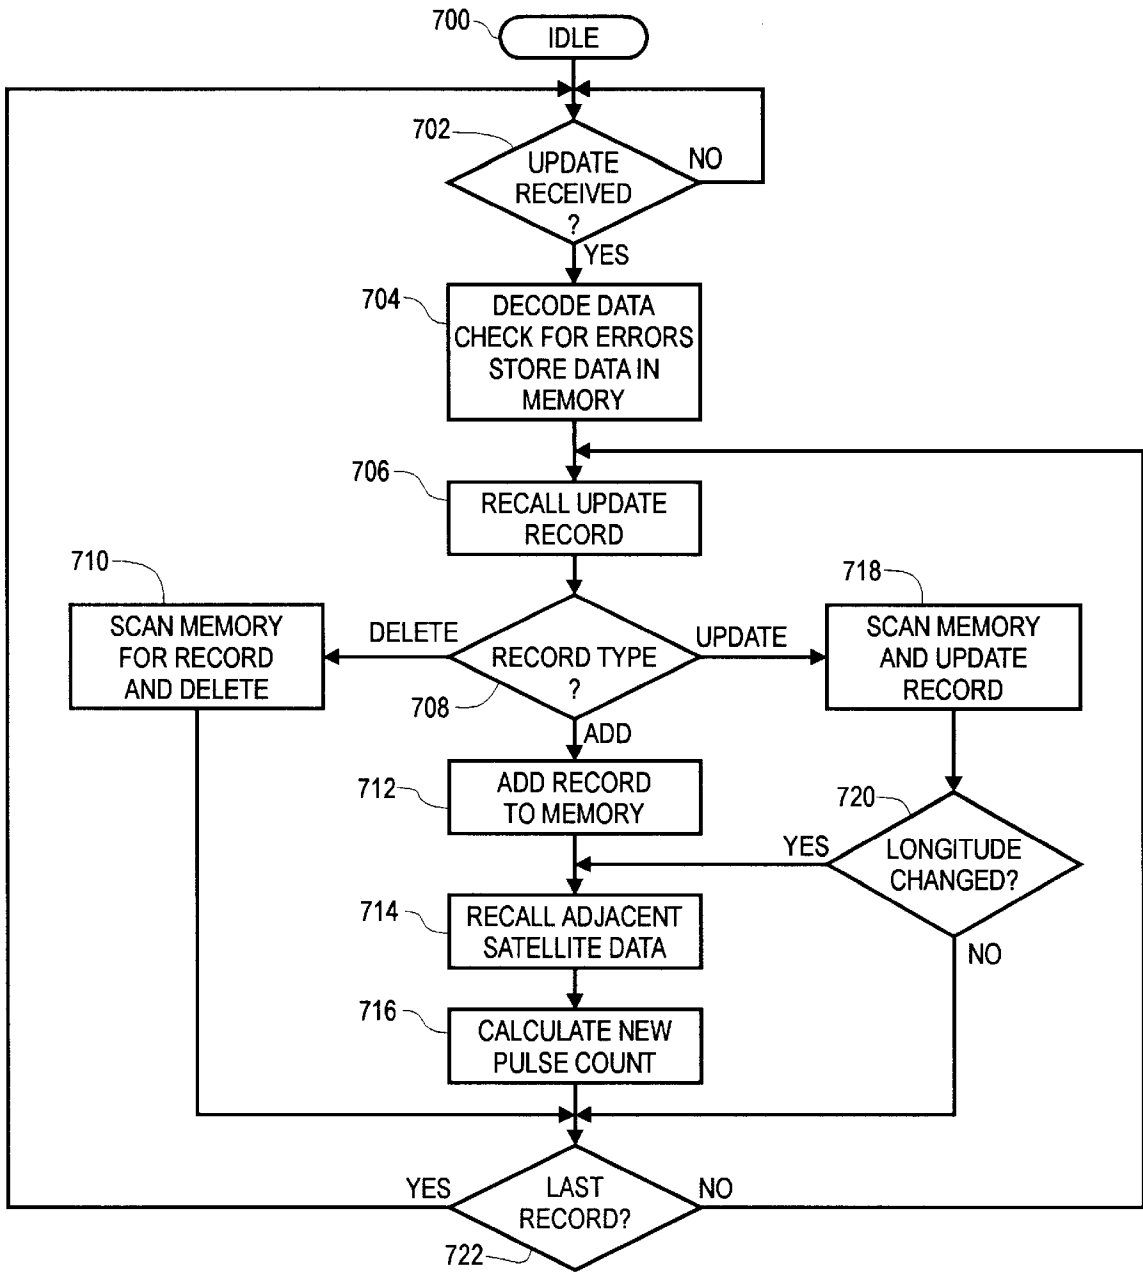 700
IDLE
702
UPDATE
RECEIVED
?
NO
YES
704
DECODE DATA
CHECK FOR ERRORS
STORE DATA IN
MEMORY
706
RECALL UPDATE
RECORD
710
SCAN MEMORY
FOR RECORD
AND DELETE
DELETE
RECORD TYPE
?
708
UPDATE
718
SCAN MEMORY
AND UPDATE
RECORD
ADD
712
ADD RECORD
TO MEMORY
720
LONGITUDE
CHANGED?
YES
NO
714
RECALL ADJACENT
SATELLITE DATA
716
CALCULATE NEW
PULSE COUNT
YES
LAST
RECORD?
NO
722